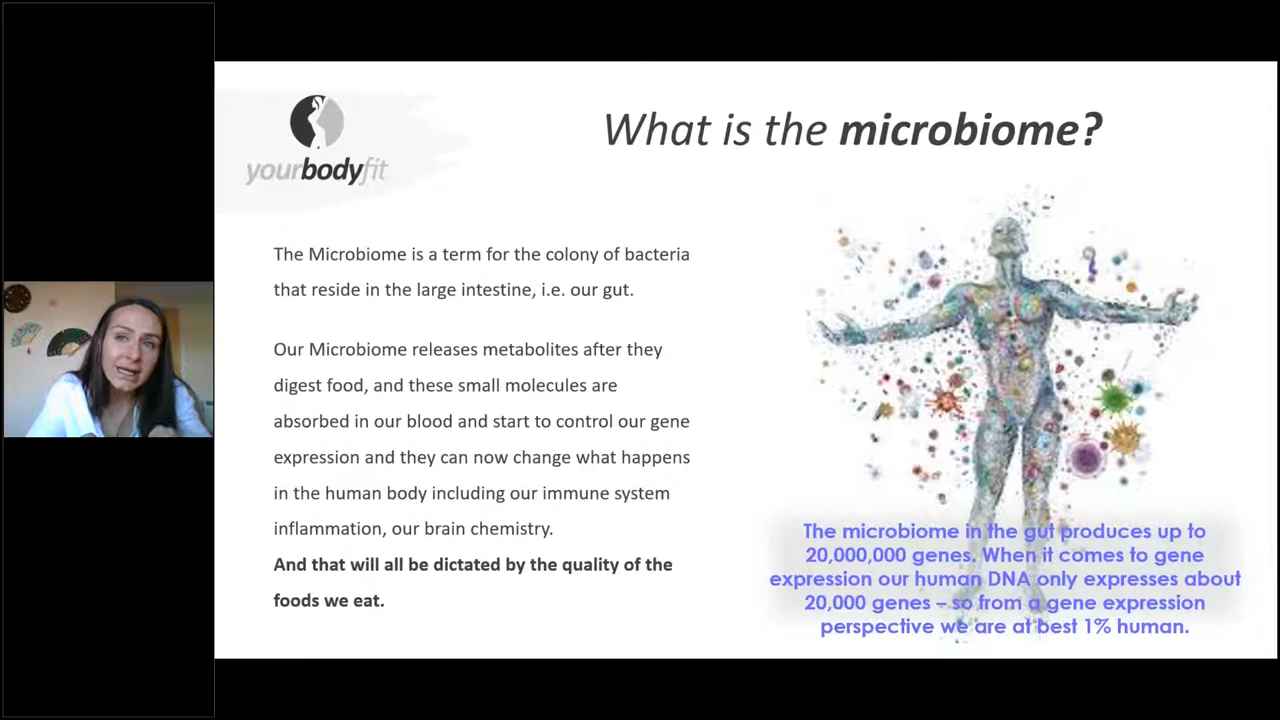 yourbodyfit
What is the microbiome?
The Microbiome is a term for the colony of bacteria
that reside in the large intestine, i.e. our gut.
Our Microbiome releases metabolites after they
digest food, and these small molecules are
absorbed in our blood and start to control our gene
expression and they can now change what happens
in the human body including our immune system
inflammation, our brain chemistry.
And that will all be dictated by the quality of the
foods we eat.
The microbiome in the gut produces up to
20,000,000 genes. When it comes to gene
expression our human DNA only expresses about
20,000 genes – so from a gene expression
perspective we are at best 1% human.